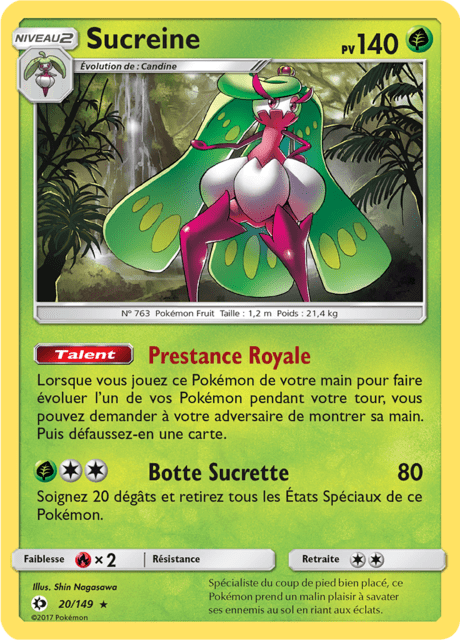 NIVEAU2
Sucreine
PV140
Évolution de : Candine
N° 763 Pokémon Fruit Taille : 1,2 m Poids : 21,4 kg
Talent Prestance Royale
Lorsque vous jouez ce Pokémon de votre main pour faire
évoluer l'un de vos Pokémon pendant votre tour, vous
pouvez demander à votre adversaire de montrer sa main.
Puis défaussez-en une carte.
Botte Sucrette 80
Soignez 20 dégâts et retirez tous les États Spéciaux de ce
Pokémon.
Faiblesse ×2 Résistance Retraite
Illus. Shin Nagasawa
20/149 ★
©2017 Pokémon
Spécialiste du coup de pied bien placé, ce
Pokémon prend un malin plaisir à savater
ses ennemis au sol en riant aux éclats.